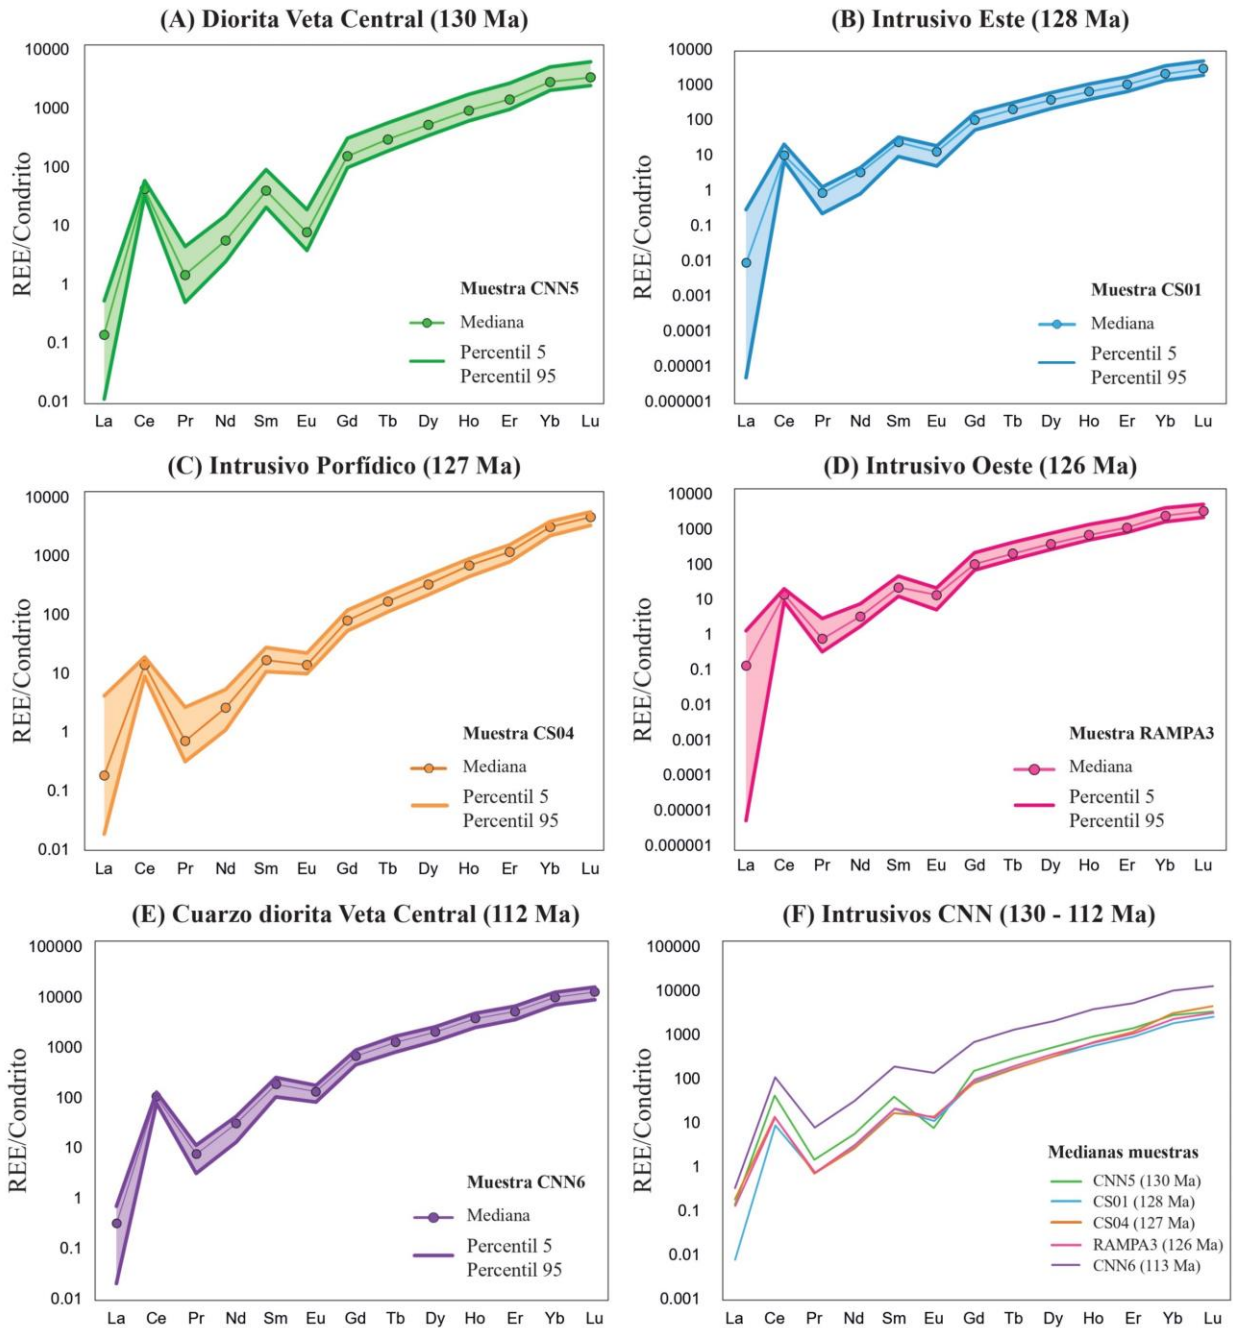 (A) Diorita Veta Central (130 Ma)
10000
1000
100
10
1
0.1
0.01
REE/Condrito
Muestra CNN5
Mediana
Percentil 5
Percentil 95
La Ce Pr Nd Sm Eu Gd Tb Dy Ho Er Yb Lu
(B) Intrusivo Este (128 Ma)
10000
1000
100
10
1
0.1
0.01
0.001
0.0001
0.00001
0.000001
REE/Condrito
Muestra CS01
Mediana
Percentil 5
Percentil 95
La Ce Pr Nd Sm Eu Gd Tb Dy Ho Er Yb Lu
(C) Intrusivo Porfídico (127 Ma)
10000
1000
100
10
1
0.1
0.01
REE/Condrito
Muestra CS04
Mediana
Percentil 5
Percentil 95
La Ce Pr Nd Sm Eu Gd Tb Dy Ho Er Yb Lu
(D) Intrusivo Oeste (126 Ma)
10000
1000
100
10
1
0.1
0.01
0.001
0.0001
0.00001
0.000001
REE/Condrito
Muestra RAMPA3
Mediana
Percentil 5
Percentil 95
La Ce Pr Nd Sm Eu Gd Tb Dy Ho Er Yb Lu
(E) Cuarzo diorita Veta Central (112 Ma)
100000
10000
1000
100
10
1
0.1
0.01
REE/Condrito
Muestra CNN6
Mediana
Percentil 5
Percentil 95
La Ce Pr Nd Sm Eu Gd Tb Dy Ho Er Yb Lu
(F) Intrusivos CNN (130 - 112 Ma)
100000
10000
1000
100
10
1
0.1
0.01
0.001
REE/Condrito
Medianas muestras
CNN5 (130 Ma)
CS01 (128 Ma)
CS04 (127 Ma)
RAMPA3 (126 Ma)
CNN6 (113 Ma)
La Ce Pr Nd Sm Eu Gd Tb Dy Ho Er Yb Lu